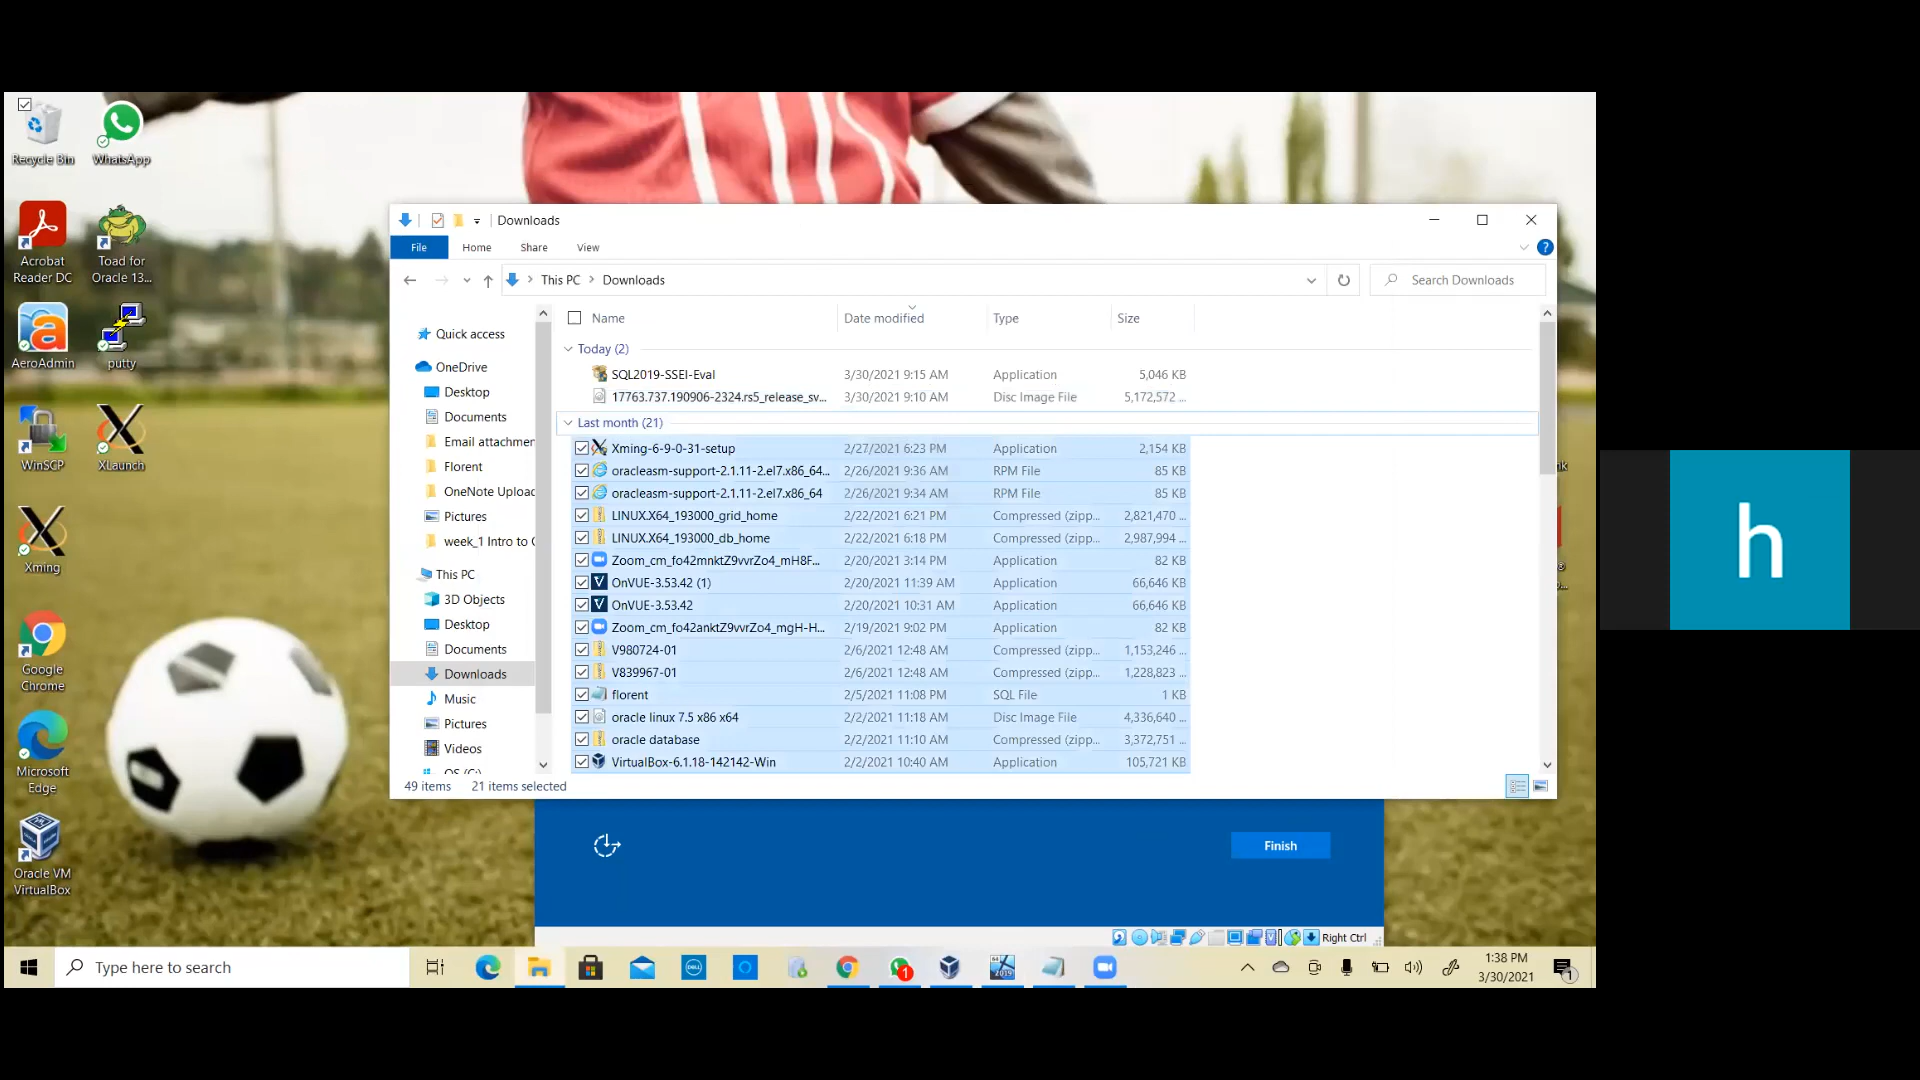 Recycle Bin
WhatsApp
Acrobat
Reader DC
Toad for
Oracle 13...
AeroAdmin
putty
WinSCP
XLaunch
Xming
Google
Chrome
Microsoft
Edge
Oracle VM
VirtualBox
Downloads
File Home Share View
This PC Downloads
Search Downloads
Quick access
OneDrive
Desktop
Documents
Email attachmer
Florent
OneNote Upload
Pictures
week_1 Intro to
This PC
3D Objects
Desktop
Documents
Downloads
Music
Pictures
Videos
OS (C:)
Name Date modified Type Size
Today (2)
SQL2019-SSEI-Eval 3/30/2021 9:15 AM Application 5,046 KB
17763.737.190906-2324.rs5_release_sv... 3/30/2021 9:10 AM Disc Image File 5,172,572 ...
Last month (21)
Xming-6-9-0-31-setup 2/27/2021 6:23 PM Application 2,154 KB
oracleasm-support-2.1.11-2.el7.x86_64... 2/26/2021 9:36 AM RPM File 85 KB
oracleasm-support-2.1.11-2.el7.x86_64 2/26/2021 9:34 AM RPM File 85 KB
LINUX.X64_193000_grid_home 2/22/2021 6:21 PM Compressed (zipp... 2,821,470 ...
LINUX.X64_193000_db_home 2/22/2021 6:18 PM Compressed (zipp... 2,987,994 ...
Zoom_cm_fo42mnktZ9vvrZo4_mH8F... 2/20/2021 3:14 PM Application 82 KB
OnVUE-3.53.42 (1) 2/20/2021 11:39 AM Application 66,646 KB
OnVUE-3.53.42 2/20/2021 10:31 AM Application 66,646 KB
Zoom_cm_fo42anktZ9vvrZo4_mgH-H... 2/19/2021 9:02 PM Application 82 KB
V980724-01 2/6/2021 12:48 AM Compressed (zipp... 1,153,246 ...
V839967-01 2/6/2021 12:48 AM Compressed (zipp... 1,228,823 ...
florent 2/5/2021 11:08 PM SQL File 1 KB
oracle linux 7.5 x86 x64 2/2/2021 11:18 AM Disc Image File 4,336,640 ...
oracle database 2/2/2021 11:10 AM Compressed (zipp... 3,372,751 ...
VirtualBox-6.1.18-142142-Win 2/2/2021 10:40 AM Application 105,721 KB
49 items 21 items selected
Finish
Right Ctrl
h
Type here to search
DELL
1
2019
1:38 PM
3/30/2021
1